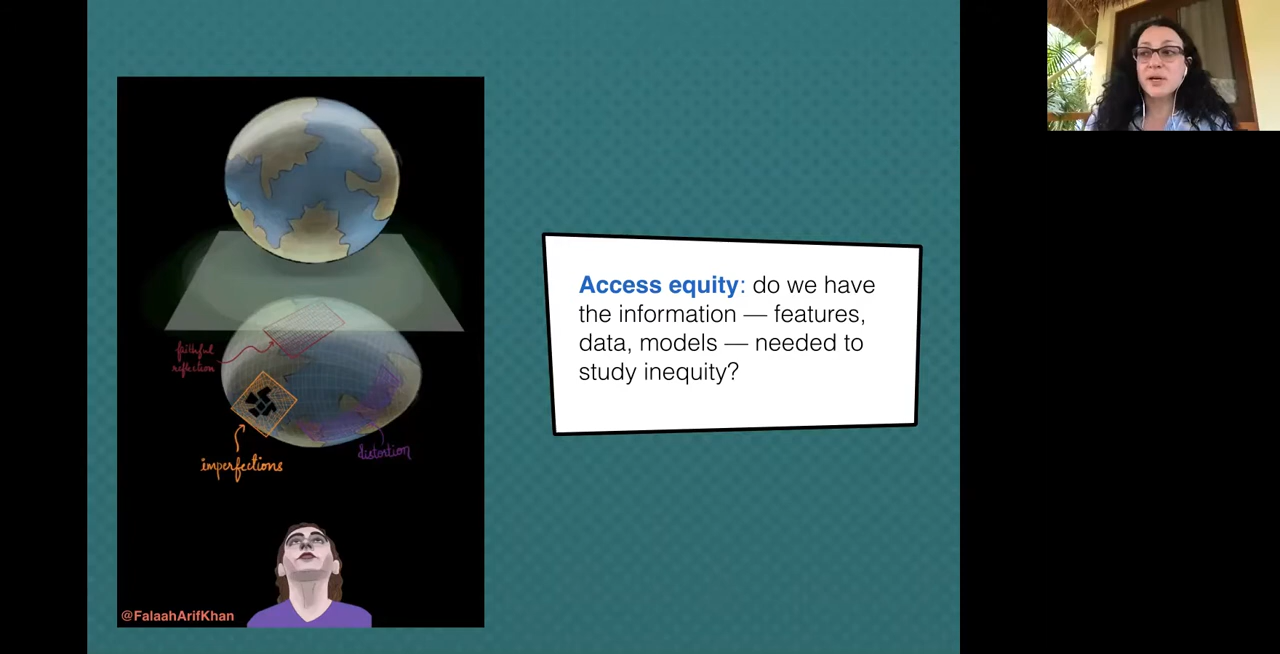 faithful
reflection
imperfections
distortion
@FalaahArifKhan
Access equity: do we have
the information — features,
data, models — needed to
study inequity?